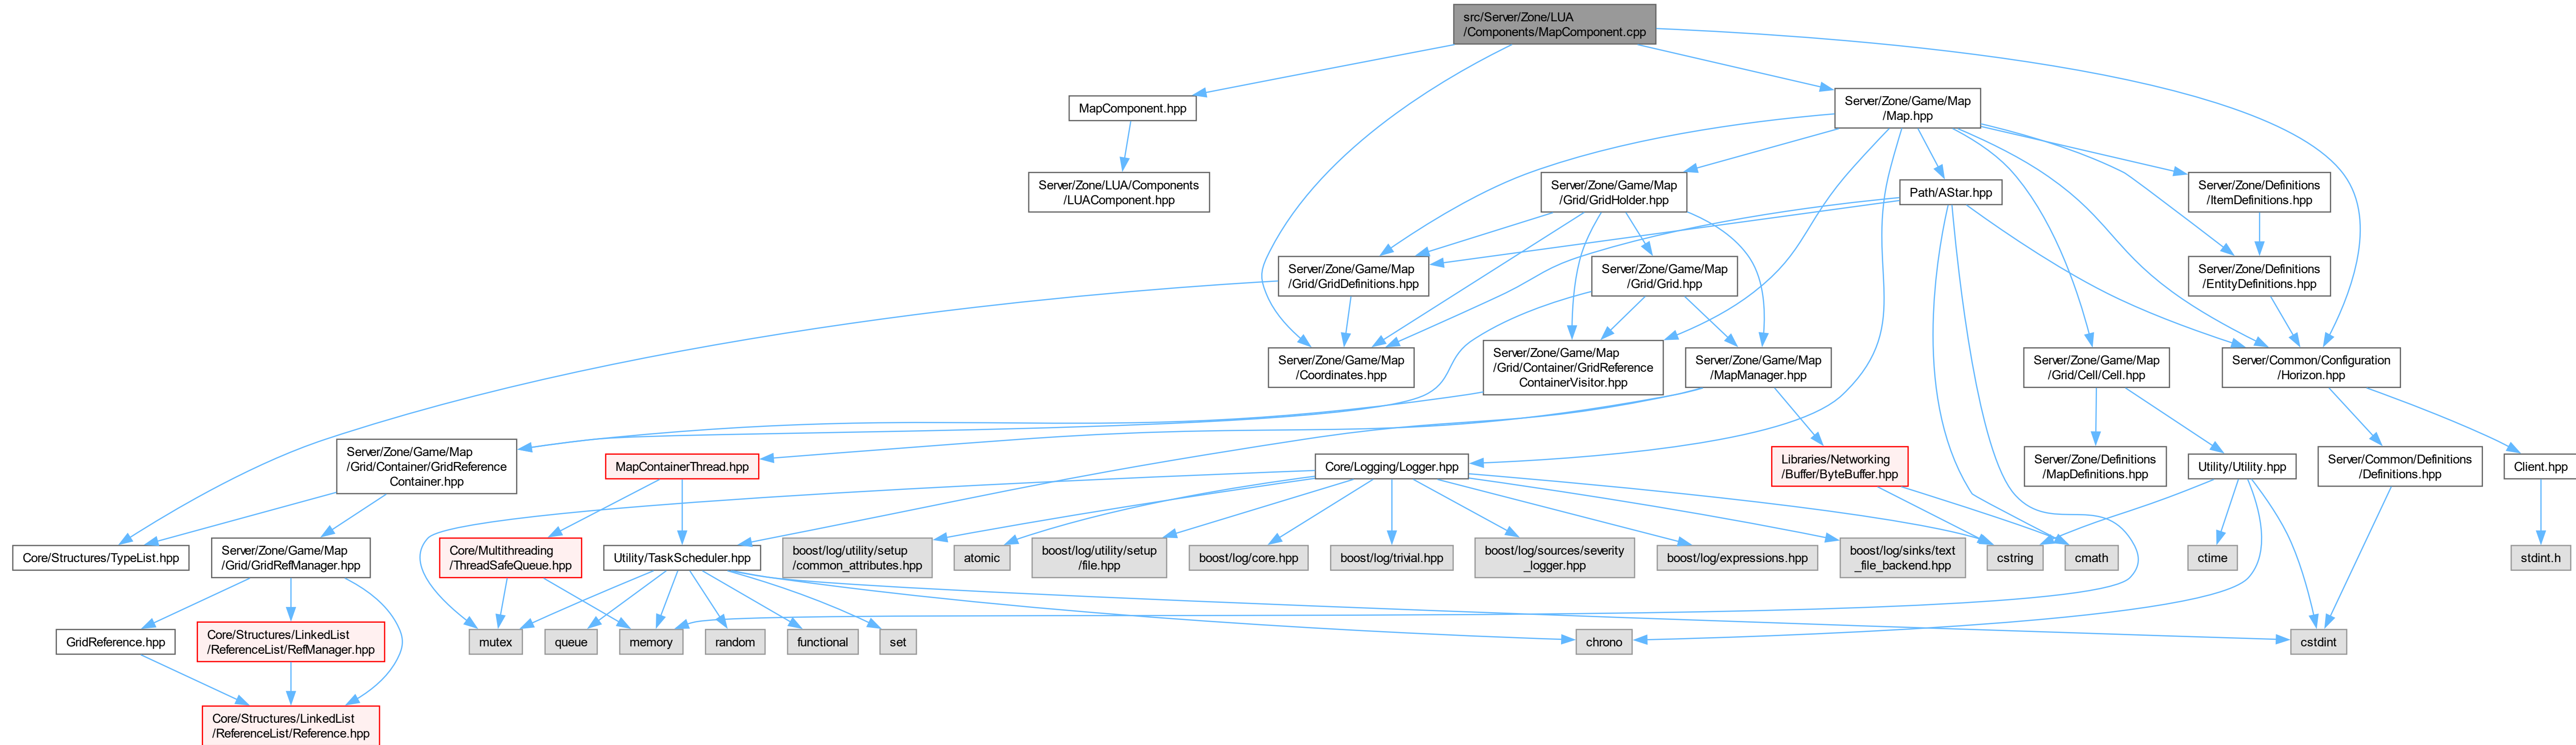 src/Server/Zone/LUA
/Components/MapComponent.cpp
MapComponent.hpp
Server/Zone/Game/Map
/Map.hpp
Server/Zone/LUA/Components
/LUAComponent.hpp
Server/Zone/Game/Map
/Grid/GridHolder.hpp
Path/AStar.hpp
Server/Zone/Definitions
/ItemDefinitions.hpp
Server/Zone/Game/Map
/Grid/GridDefinitions.hpp
Server/Zone/Game/Map
/Grid/Grid.hpp
Server/Zone/Definitions
/EntityDefinitions.hpp
Server/Zone/Game/Map
/Coordinates.hpp
Server/Zone/Game/Map
/Grid/Container/GridReference
ContainerVisitor.hpp
Server/Zone/Game/Map
/MapManager.hpp
Server/Zone/Game/Map
/Grid/Cell/Cell.hpp
Server/Common/Configuration
/Horizon.hpp
Server/Zone/Game/Map
/Grid/Container/GridReference
Container.hpp
MapContainerThread.hpp
Core/Logging/Logger.hpp
Libraries/Networking
/Buffer/ByteBuffer.hpp
Server/Zone/Definitions
/MapDefinitions.hpp
Utility/Utility.hpp
Server/Common/Definitions
/Definitions.hpp
Client.hpp
Core/Structures/TypeList.hpp
Server/Zone/Game/Map
/Grid/GridRefManager.hpp
Core/Multithreading
/ThreadSafeQueue.hpp
Utility/TaskScheduler.hpp
boost/log/utility/setup
/common_attributes.hpp
atomic
boost/log/utility/setup
/file.hpp
boost/log/core.hpp
boost/log/trivial.hpp
boost/log/sources/severity
_logger.hpp
boost/log/expressions.hpp
boost/log/sinks/text
_file_backend.hpp
cstring
cmath
ctime
stdint.h
GridReference.hpp
Core/Structures/LinkedList
/ReferenceList/RefManager.hpp
mutex
queue
memory
random
functional
set
chrono
cstdint
Core/Structures/LinkedList
/ReferenceList/Reference.hpp